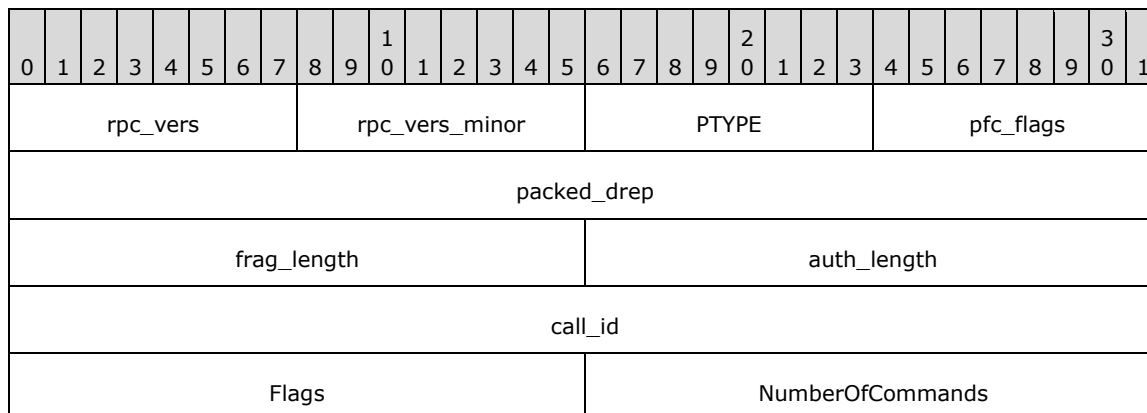 1 2 3
0 1 2 3 4 5 6 7 8 9 0 1 2 3 4 5 6 7 8 9 0 1 2 3 4 5 6 7 8 9 0 1
rpc_vers rpc_vers_minor PTYPE pfc_flags
packed_drep
frag_length auth_length
call_id
Flags NumberOfCommands